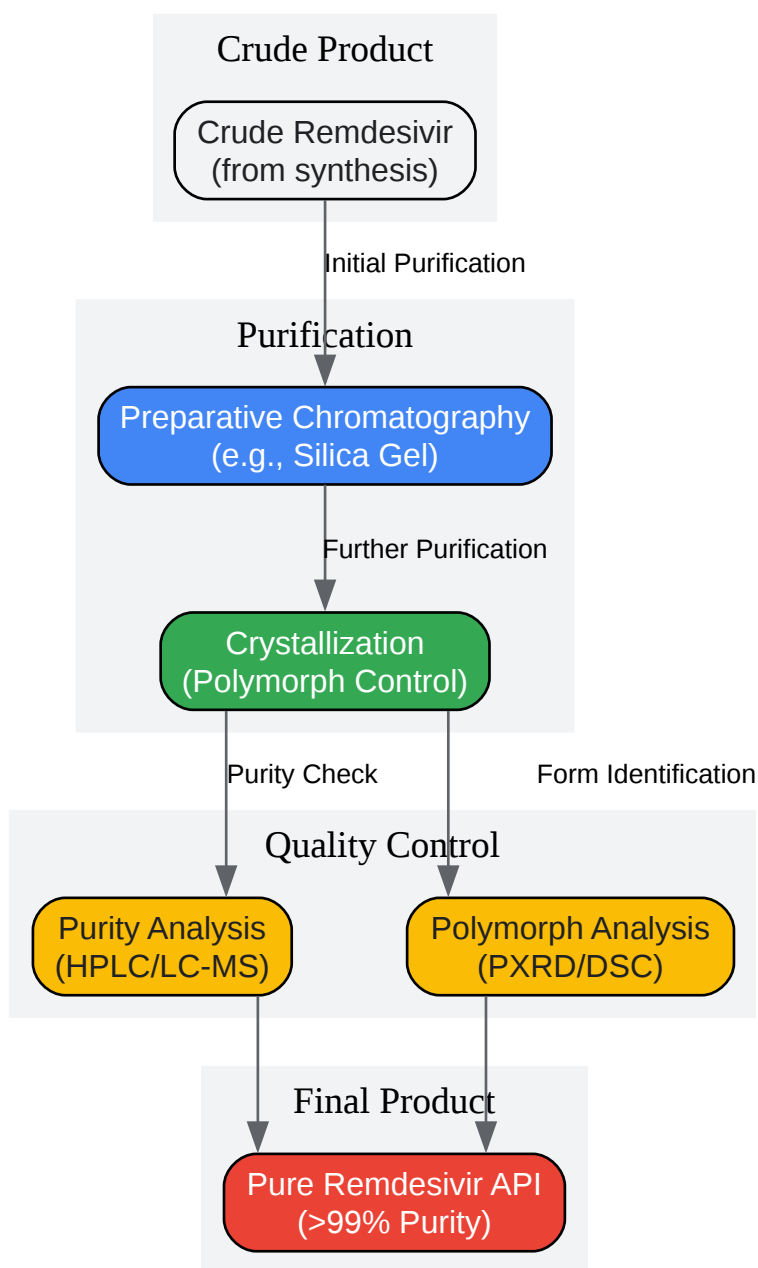 Crude Product
Crude Remdesivir
(from synthesis)
Initial Purification
Purification
Preparative Chromatography
(e.g., Silica Gel)
Further Purification
Crystallization
(Polymorph Control)
Purity Check
Form Identification
Quality Control
Purity Analysis
(HPLC/LC-MS)
Polymorph Analysis
(PXRD/DSC)
Final Product
Pure Remdesivir API
(>99% Purity)